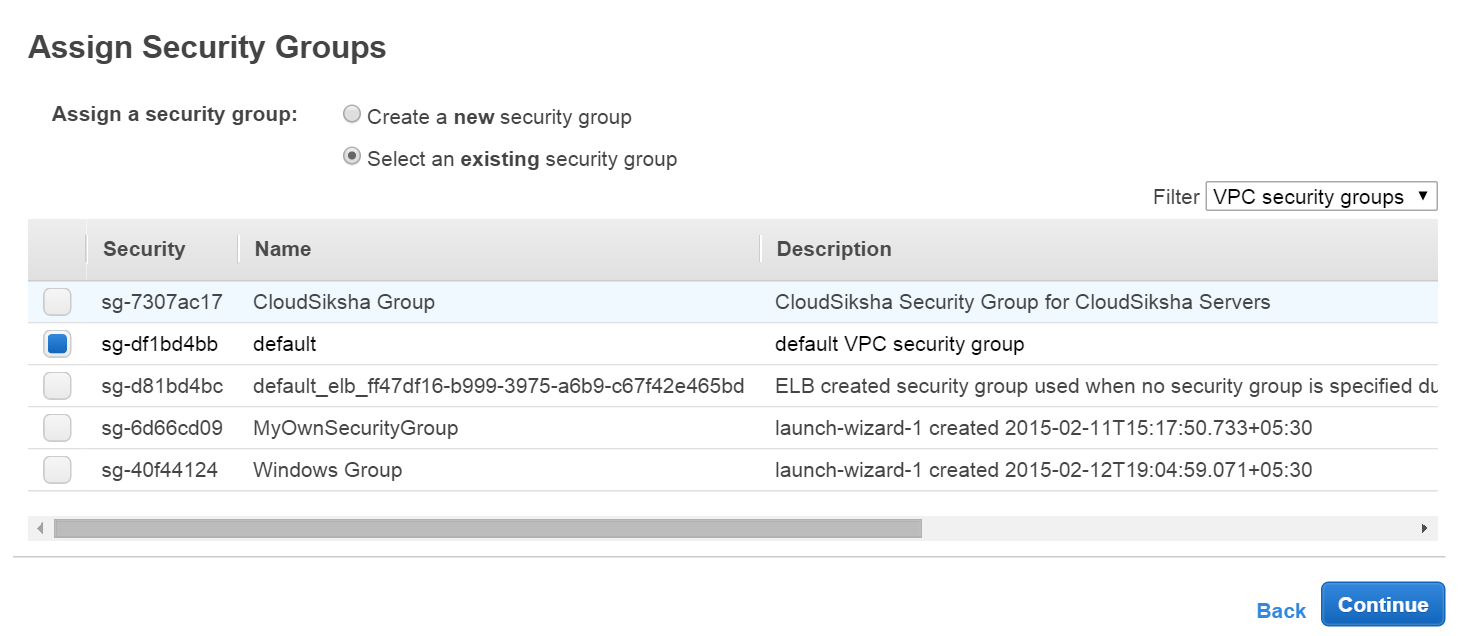 Assign Security Groups
Assign a security group: Create a new security group
Select an existing security group
Filter VPC security groups
Security Name Description
sg-7307ac17 CloudSiksha Group CloudSiksha Security Group for CloudSiksha Servers
sg-df1bd4bb default default VPC security group
sg-d81bd4bc default_elb_ff47df16-b999-3975-a6b9-c67f42e465bd ELB created security group used when no security group is specified du
sg-6d66cd09 MyOwnSecurityGroup launch-wizard-1 created 2015-02-11T15:17:50.733+05:30
sg-40f44124 Windows Group launch-wizard-1 created 2015-02-12T19:04:59.071+05:30
Back Continue